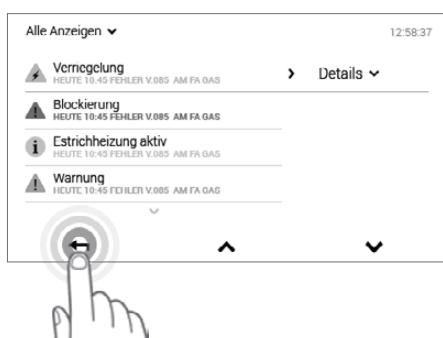 Alle Anzeigen
12:58:37
Verriegelung
HEUTE 10:45 FEHLER V.085 AM FA GAS
Details
Blockierung
HEUTE 10:45 FEHLER V.085 AM FA GAS
Estrichheizung aktiv
HEUTE 10:45 FEHLER V.085 AM FA GAS
Warnung
HEUTE 10:45 FEHLER V.085 AM FA GAS